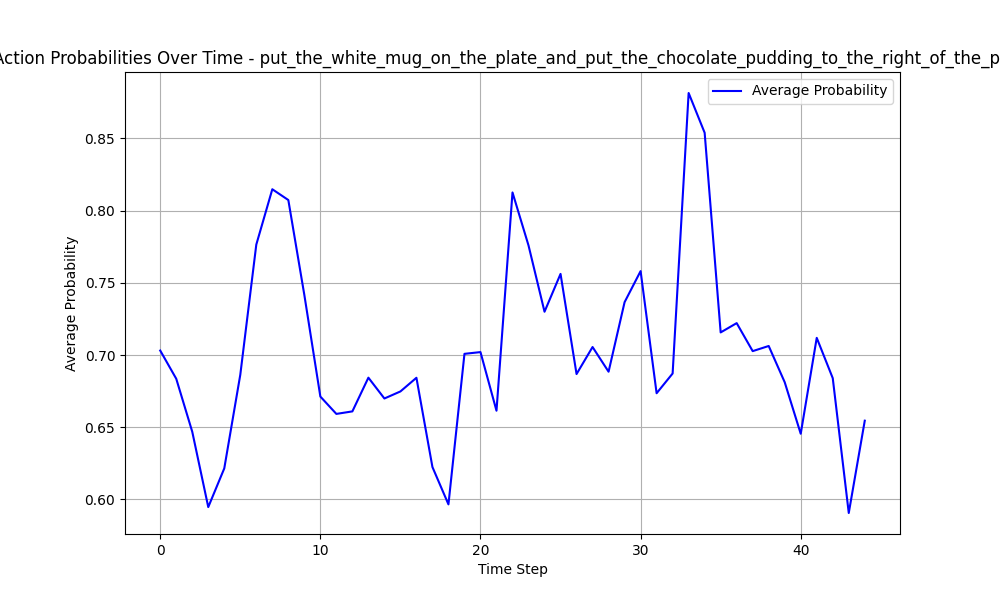 Action Probabilities Over Time - put_the_white_mug_on_the_plate_and_put_the_chocolate_pudding_to_the_right_of_the_p
Average Probability
0.85
0.80
0.75
0.70
0.65
0.60
Average Probability
0
10
20
30
40
Time Step